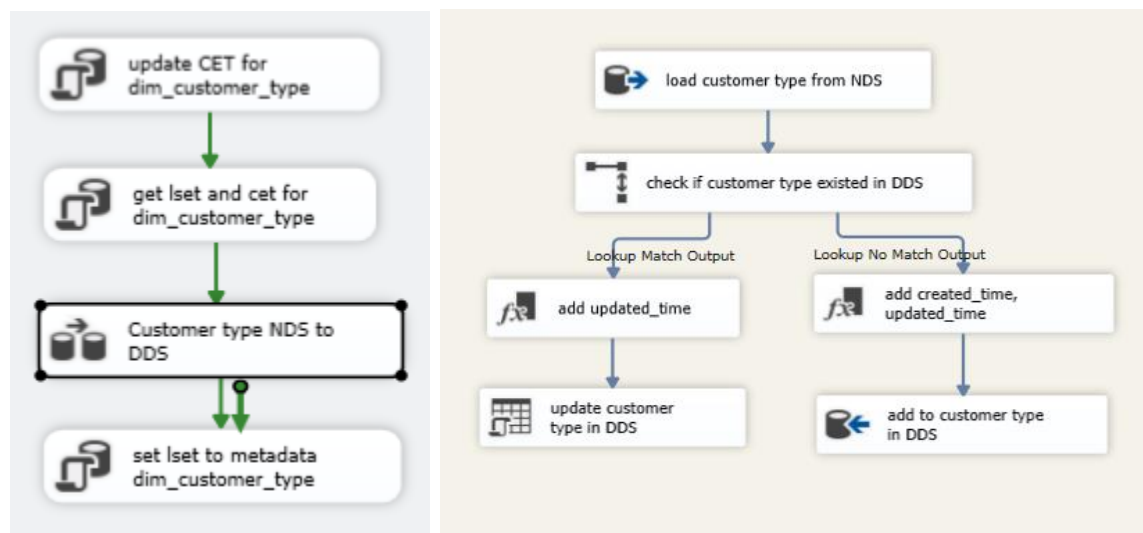 update CET for
dim_customer_type
get lset and cet for
dim_customer_type
Customer type NDS to
DDS
set lset to metadata
dim_customer_type
load customer type from NDS
check if customer type existed in DDS
Lookup Match Output
Lookup No Match Output
add updated_time
add created_time,
updated_time
update customer
type in DDS
add to customer type
in DDS